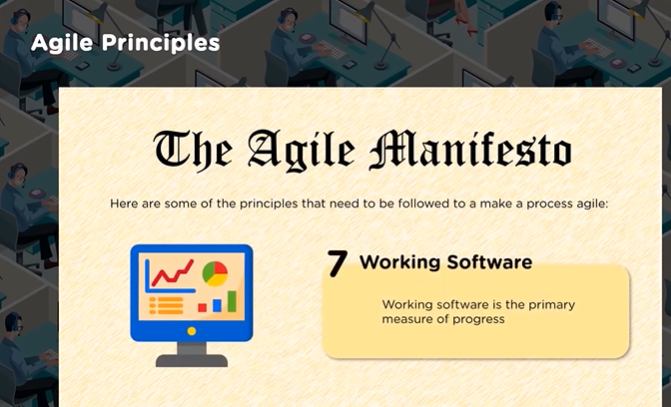 Agile Principles
The Agile Manifesto
Here are some of the principles that need to be followed to a make a process agile:
7 Working Software
Working software is the primary
measure of progress